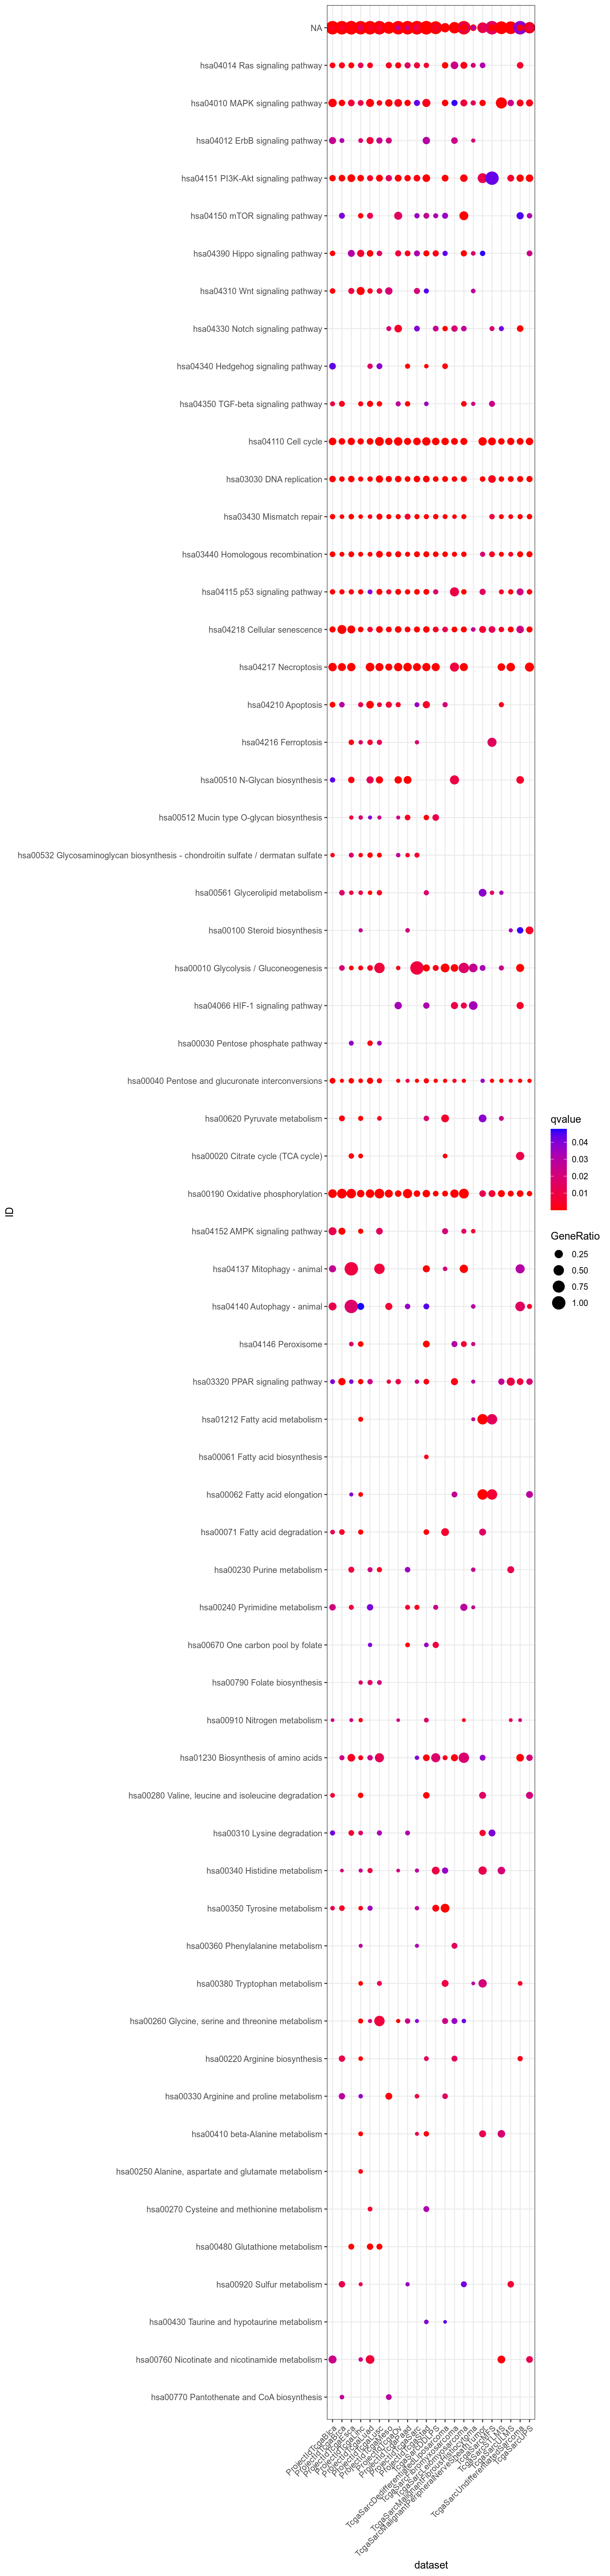 NA
hsa04014 Ras signaling pathway
hsa04010 MAPK signaling pathway
hsa04012 ErbB signaling pathway
hsa04151 PI3K-Akt signaling pathway
hsa04150 mTOR signaling pathway
hsa04390 Hippo signaling pathway
hsa04310 Wnt signaling pathway
hsa04330 Notch signaling pathway
hsa04340 Hedgehog signaling pathway
hsa04350 TGF-beta signaling pathway
hsa04110 Cell cycle
hsa03030 DNA replication
hsa03430 Mismatch repair
hsa03440 Homologous recombination
hsa04115 p53 signaling pathway
hsa04218 Cellular senescence
hsa04217 Necroptosis
hsa04210 Apoptosis
hsa04216 Ferroptosis
hsa00510 N-Glycan biosynthesis
hsa00512 Mucin type O-glycan biosynthesis
hsa00532 Glycosaminoglycan biosynthesis - chondroitin sulfate / dermatan sulfate
hsa00561 Glycerolipid metabolism
hsa00100 Steroid biosynthesis
hsa00010 Glycolysis / Gluconeogenesis
hsa04066 HIF-1 signaling pathway
hsa00030 Pentose phosphate pathway
hsa00040 Pentose and glucuronate interconversions
hsa00620 Pyruvate metabolism
hsa00020 Citrate cycle (TCA cycle)
hsa00190 Oxidative phosphorylation
hsa04152 AMPK signaling pathway
hsa04137 Mitophagy - animal
hsa04140 Autophagy - animal
hsa04146 Peroxisome
hsa03320 PPAR signaling pathway
hsa01212 Fatty acid metabolism
hsa00061 Fatty acid biosynthesis
hsa00062 Fatty acid elongation
hsa00071 Fatty acid degradation
hsa00230 Purine metabolism
hsa00240 Pyrimidine metabolism
hsa00670 One carbon pool by folate
hsa00790 Folate biosynthesis
hsa00910 Nitrogen metabolism
hsa01230 Biosynthesis of amino acids
hsa00280 Valine, leucine and isoleucine degradation
hsa00310 Lysine degradation
hsa00340 Histidine metabolism
hsa00350 Tyrosine metabolism
hsa00360 Phenylalanine metabolism
hsa00380 Tryptophan metabolism
hsa00260 Glycine, serine and threonine metabolism
hsa00220 Arginine biosynthesis
hsa00330 Arginine and proline metabolism
hsa00410 beta-Alanine metabolism
hsa00250 Alanine, aspartate and glutamate metabolism
hsa00270 Cysteine and methionine metabolism
hsa00480 Glutathione metabolism
hsa00920 Sulfur metabolism
hsa00430 Taurine and hypotaurine metabolism
hsa00760 Nicotinate and nicotinamide metabolism
hsa00770 Pantothenate and CoA biosynthesis
ID
qvalue
0.04
0.03
0.02
0.01
GeneRatio
0.25
0.50
0.75
1.00
TcgaSarcUPS
dataset